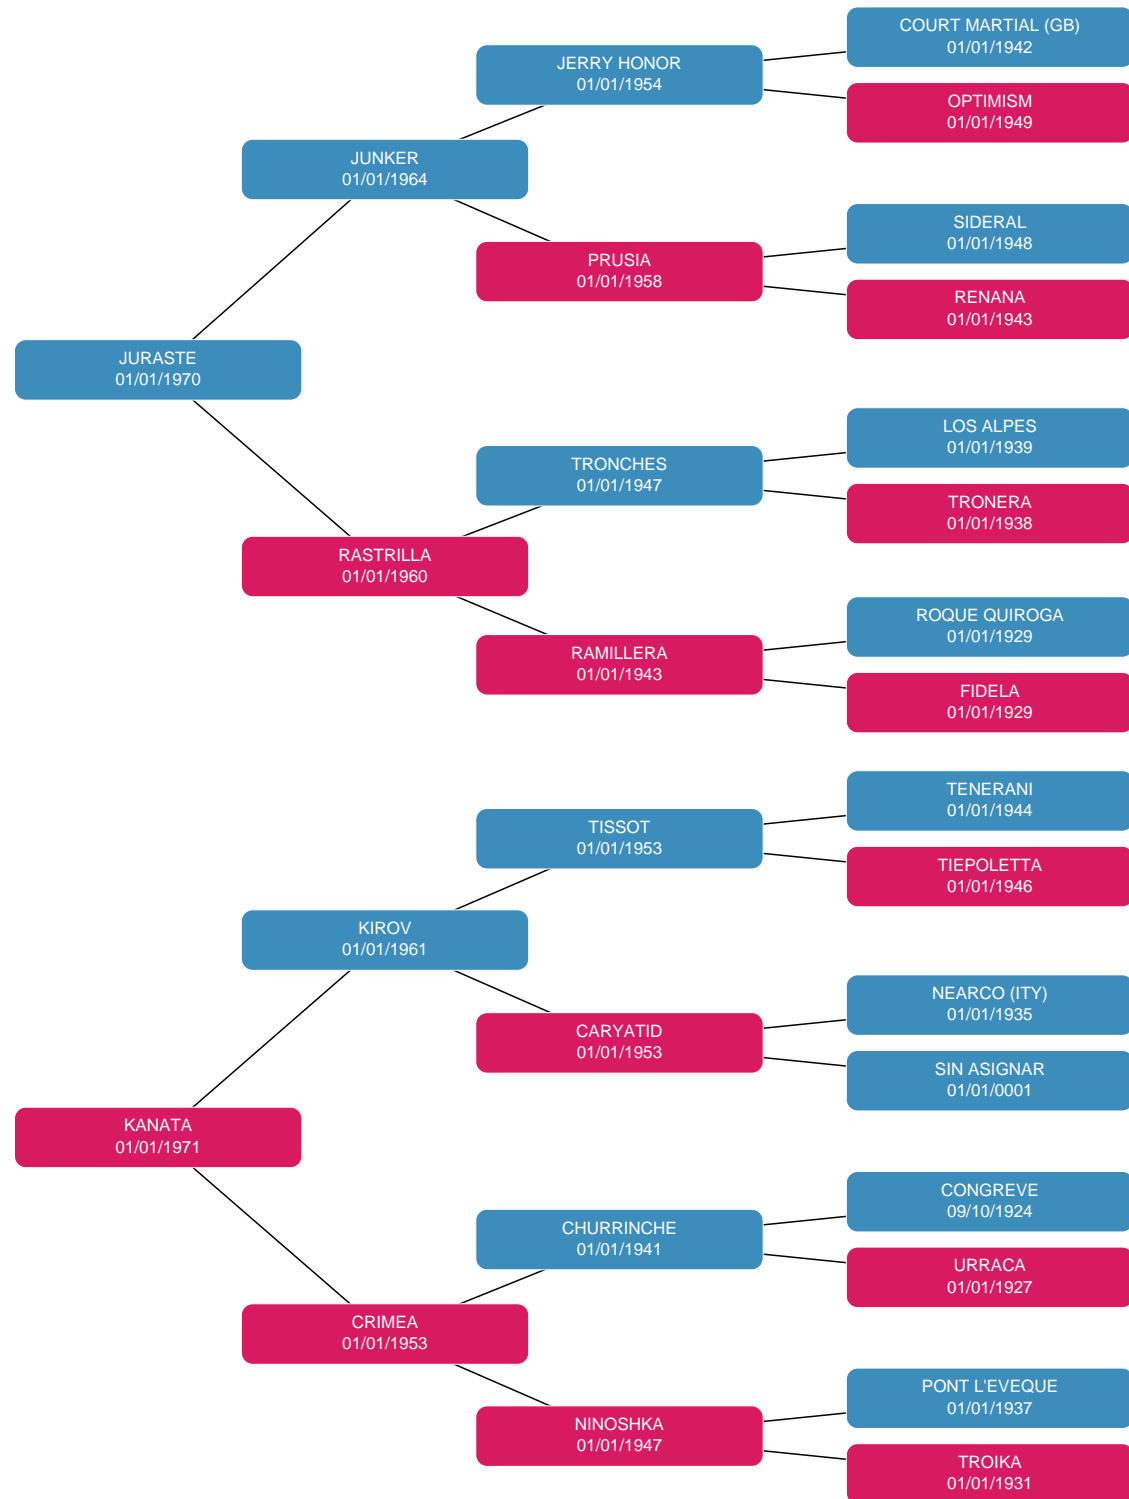 COURT MARTIAL (GB)
01/01/1942
JERRY HONOR
01/01/1954
OPTIMISM
01/01/1949
JUNKER
01/01/1964
SIDERAL
01/01/1948
PRUSIA
01/01/1958
RENANA
01/01/1943
JURASTE
01/01/1970
LOS ALPES
01/01/1939
TRONCHES
01/01/1947
TRONERA
01/01/1938
RASTRILLA
01/01/1960
ROQUE QUIROGA
01/01/1929
RAMILLERA
01/01/1943
FIDELA
01/01/1929
TENERANI
01/01/1944
TISSOT
01/01/1953
TIEPOLETTA
01/01/1946
KIROV
01/01/1961
NEARCO (ITY)
01/01/1935
CARYATID
01/01/1953
SIN ASIGNAR
01/01/0001
KANATA
01/01/1971
CONGREVE
09/10/1924
CHURRINCHE
01/01/1941
URRACA
01/01/1927
CRIMEA
01/01/1953
PONT L'EVEQUE
01/01/1937
NINOSHKA
01/01/1947
TROIKA
01/01/1931